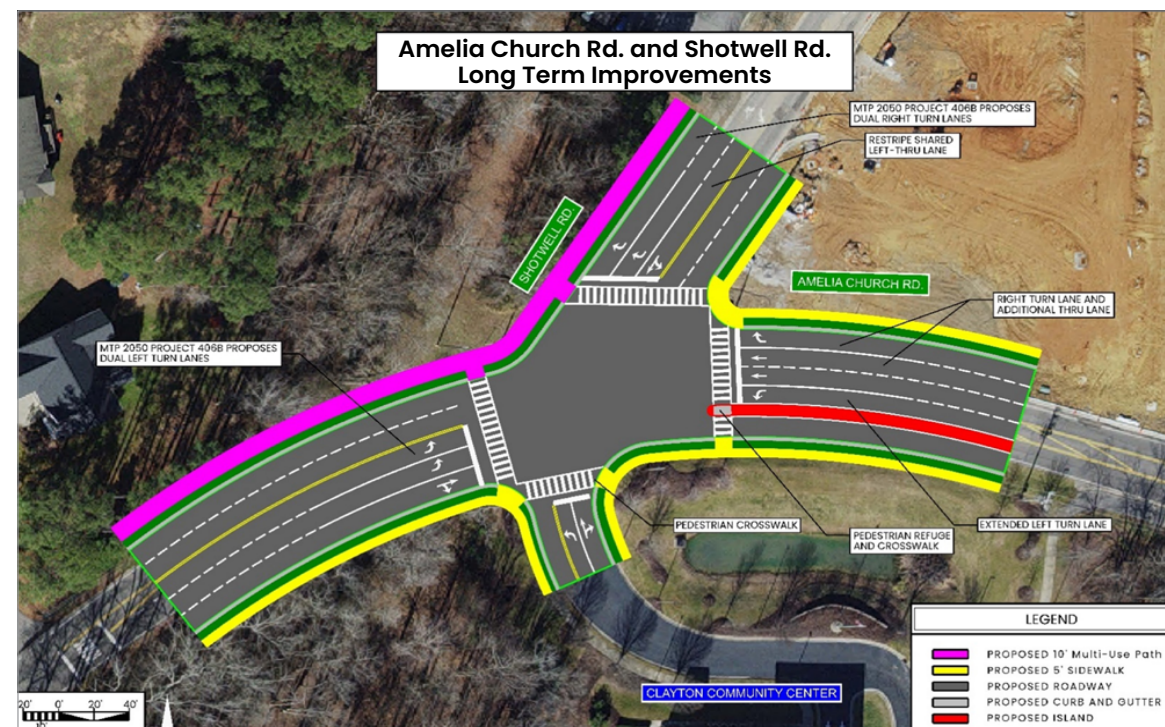 Amelia Church Rd. and Shotwell Rd.
Long Term Improvements
MTP 2050 PROJECT 406B PROPOSES
DUAL RIGHT TURN LANES
RESTRIPE SHARED
LEFT-THRU LANE
SHOTWELL RD.
AMELIA CHURCH RD.
RIGHT TURN LANE AND
ADDITIONAL THRU LANE
MTP 2050 PROJECT 406B PROPOSES
DUAL LEFT TURN LANES
PEDESTRIAN CROSSWALK
PEDESTRIAN REFUGE
AND CROSSWALK
EXTENDED LEFT TURN LANE
CLAYTON COMMUNITY CENTER
LEGEND
PROPOSED 10' Multi-Use Path
PROPOSED 5' SIDEWALK
PROPOSED ROADWAY
PROPOSED CURB AND GUTTER
PROPOSED ISLAND
20' 0' 20' 40'
10'